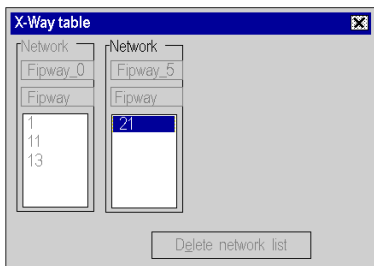 X-Way table
Network Network
Fipway_0 Fipway_5
Fipway Fipway
1 21
11
13
Delete network list